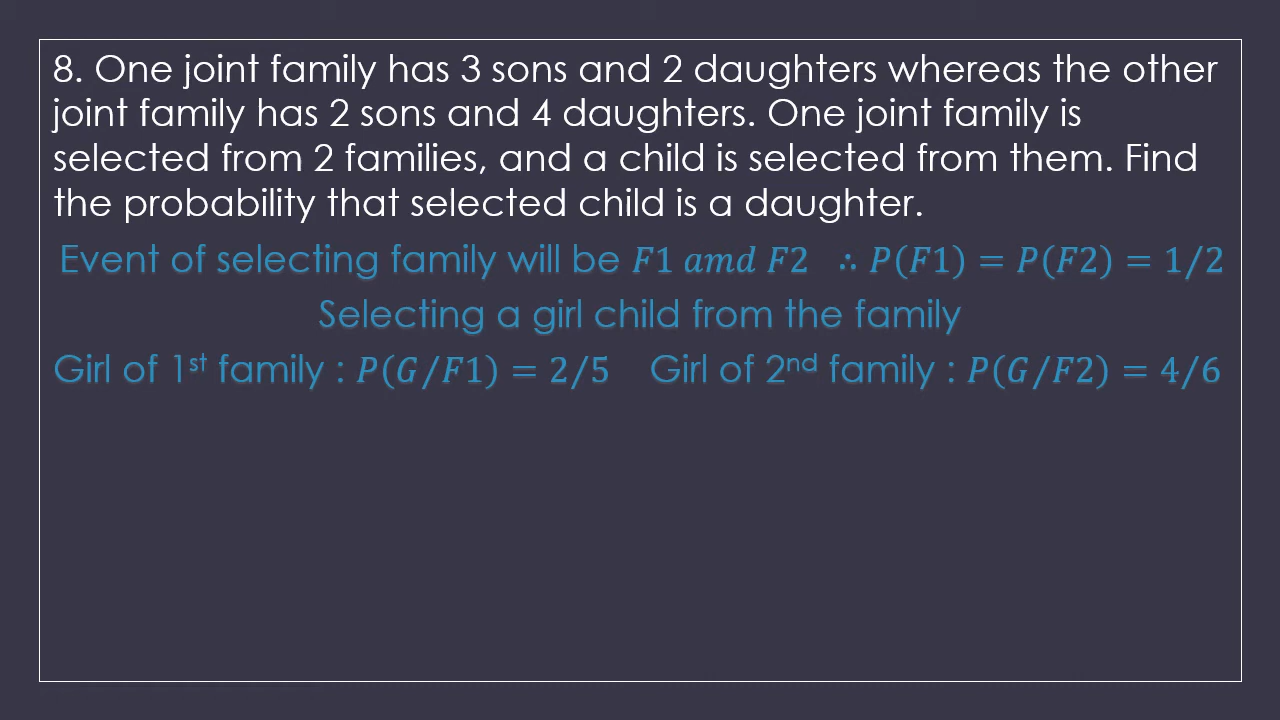 8. One joint family has 3 sons and 2 daughters whereas the other
joint family has 2 sons and 4 daughters. One joint family is
selected from 2 families, and a child is selected from them. Find
the probability that selected child is a daughter.
Event of selecting family will be 𝐹1 𝑎𝑚𝑑 𝐹2 ∴ 𝑃(𝐹1) = 𝑃(𝐹2) = 1/2
Selecting a girl child from the family
Girl of 1ˢᵗ family : 𝑃(𝐺/𝐹1) = 2/5 Girl of 2ⁿᵈ family : 𝑃(𝐺/𝐹2) = 4/6